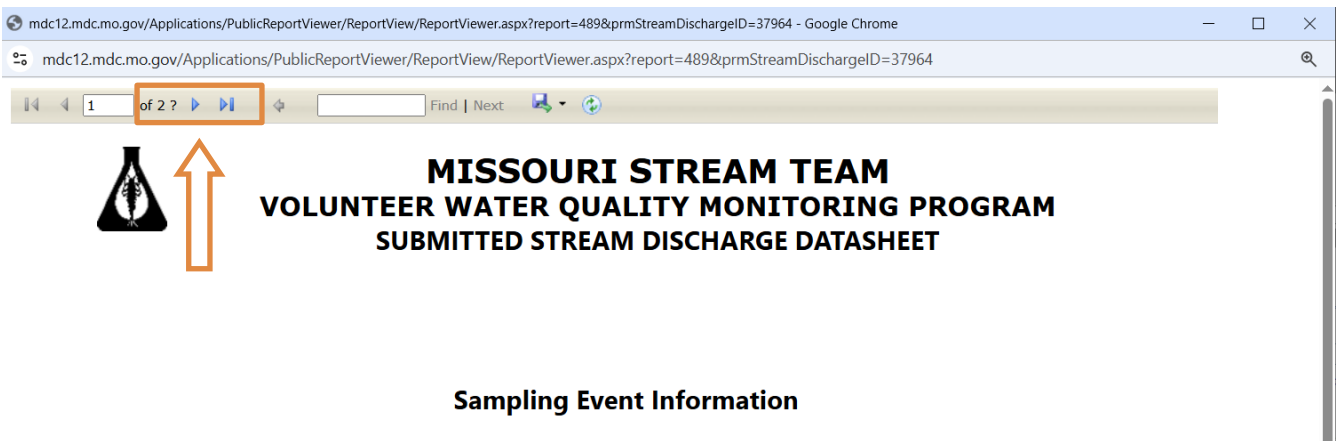 mdc12.mdc.mo.gov/Applications/PublicReportViewer/ReportView/ReportViewer.aspx?report=489&prmStreamDischargeID=37964 - Google Chrome
mdc12.mdc.mo.gov/Applications/PublicReportViewer/ReportView/ReportViewer.aspx?report=489&prmStreamDischargeID=37964
1 of 2 ? Find | Next
MISSOURI STREAM TEAM
VOLUNTEER WATER QUALITY MONITORING PROGRAM
SUBMITTED STREAM DISCHARGE DATASHEET
Sampling Event Information